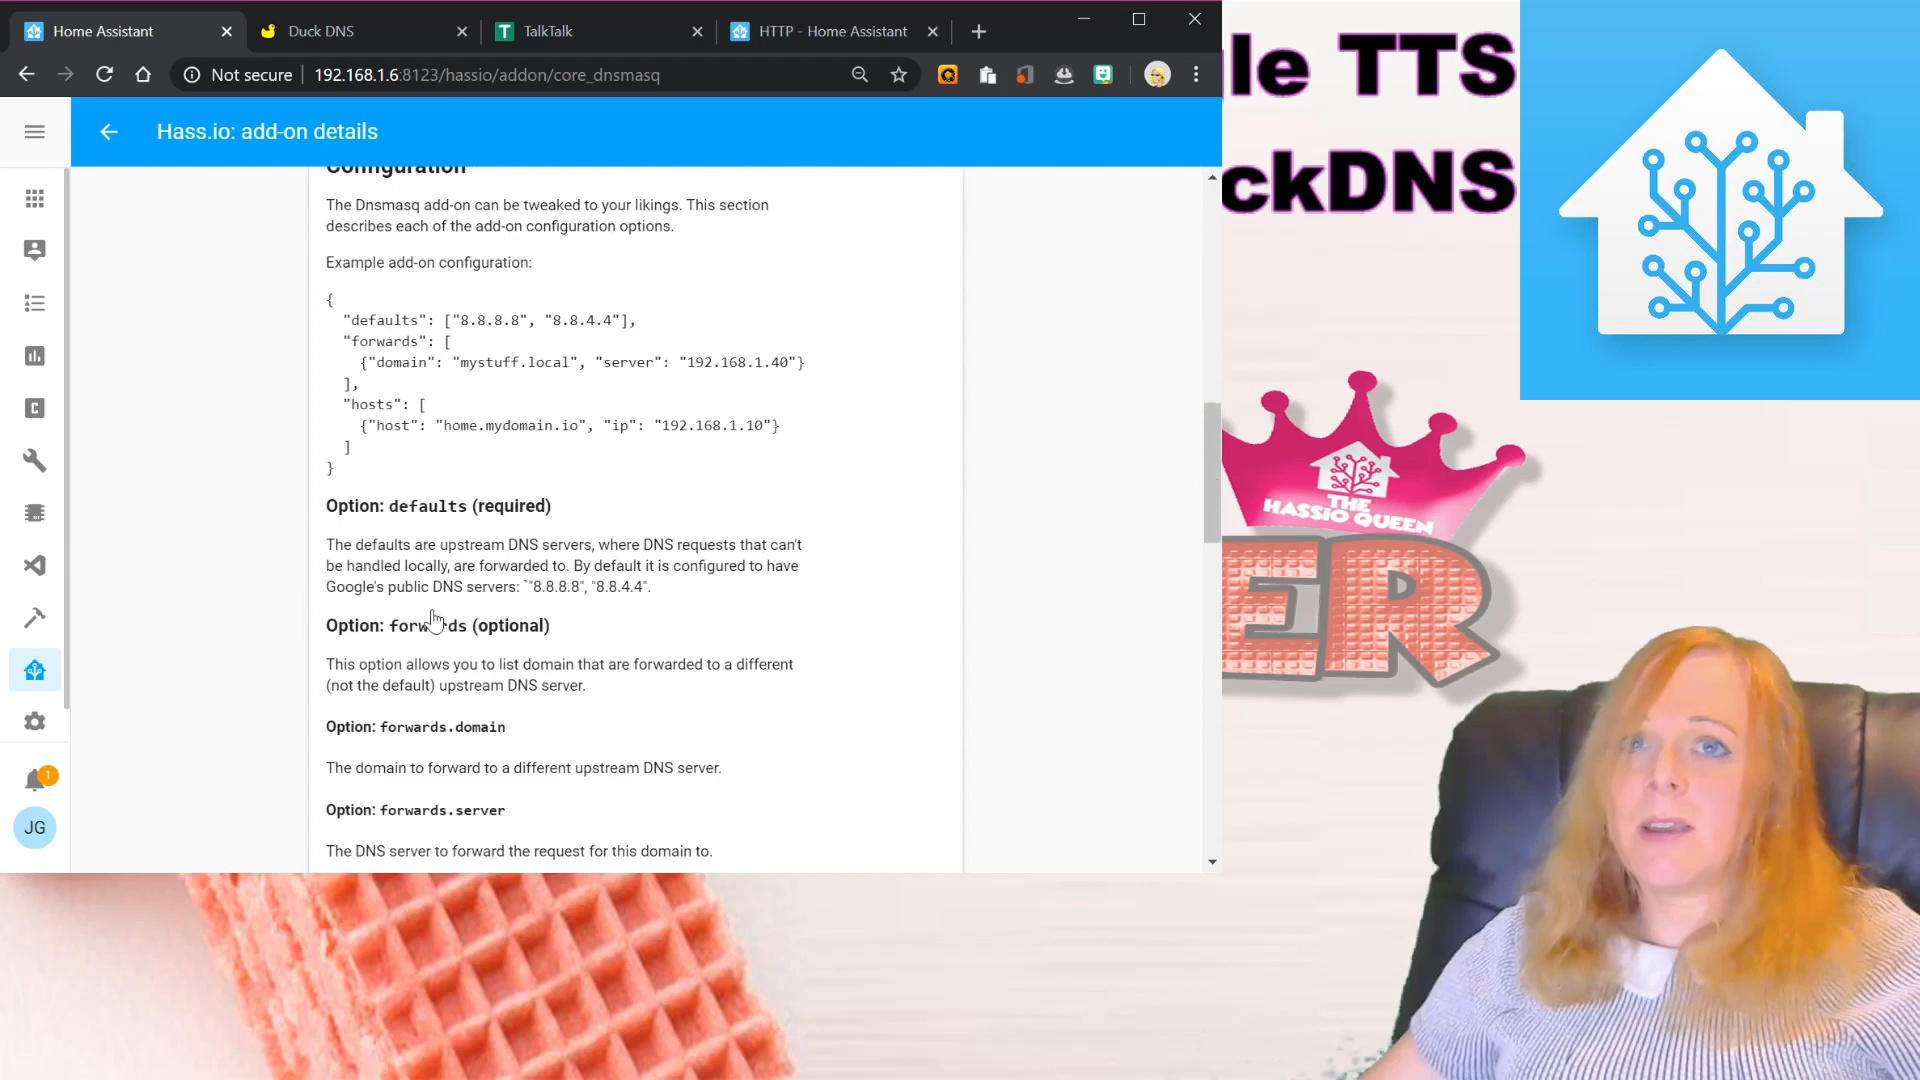 Home Assistant
Duck DNS
TalkTalk
HTTP - Home Assistant
Not secure
192.168.1.6:8123/hassio/addon/core_dnsmasq
Hass.io: add-on details
Configuration
The Dnsmasq add-on can be tweaked to your likings. This section
describes each of the add-on configuration options.
Example add-on configuration:
{
"defaults": ["8.8.8.8", "8.8.4.4"],
"forwards": [
{"domain": "mystuff.local", "server": "192.168.1.40"}
],
"hosts": [
{"host": "home.mydomain.io", "ip": "192.168.1.10"}
]
}
Option: defaults (required)
The defaults are upstream DNS servers, where DNS requests that can't
be handled locally, are forwarded to. By default it is configured to have
Google's public DNS servers: `"8.8.8.8", "8.8.4.4".
Option: forwards (optional)
This option allows you to list domain that are forwarded to a different
(not the default) upstream DNS server.
Option: forwards.domain
The domain to forward to a different upstream DNS server.
Option: forwards.server
The DNS server to forward the request for this domain to.
1
JG
le TTS
ckDNS
THE
HASSIO QUEEN
ER